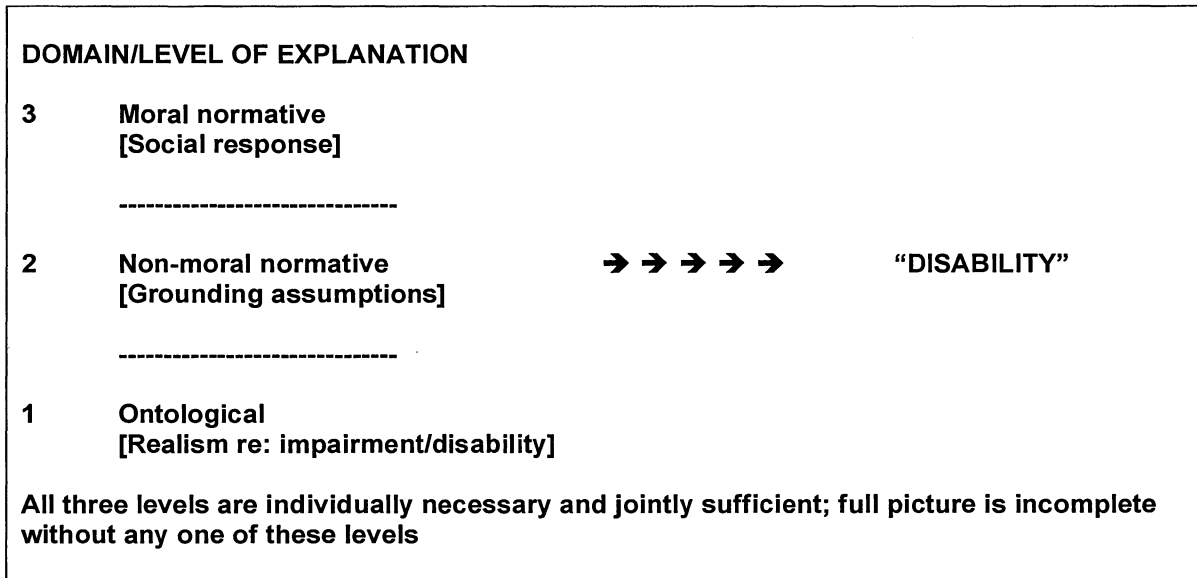 DOMAIN/LEVEL OF EXPLANATION
3 Moral normative
[Social response]
-------------------------------
2 Non-moral normative ➔ ➔ ➔ ➔ ➔ “DISABILITY”
[Grounding assumptions]
-------------------------------
1 Ontological
[Realism re: impairment/disability]
All three levels are individually necessary and jointly sufficient; full picture is incomplete
without any one of these levels